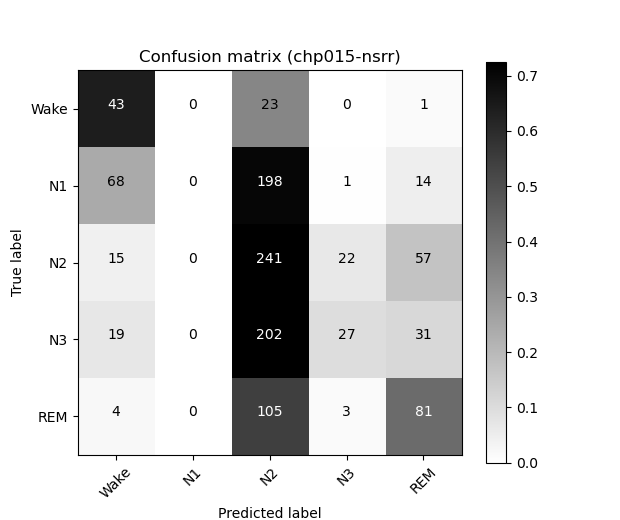 Confusion matrix (chp015-nsrr)
Wake 43 0 23 0 1
N1 68 0 198 1 14
N2 15 0 241 22 57
N3 19 0 202 27 31
REM 4 0 105 3 81
Wake N1 N2 N3 REM
Predicted label
True label
0.7
0.6
0.5
0.4
0.3
0.2
0.1
0.0